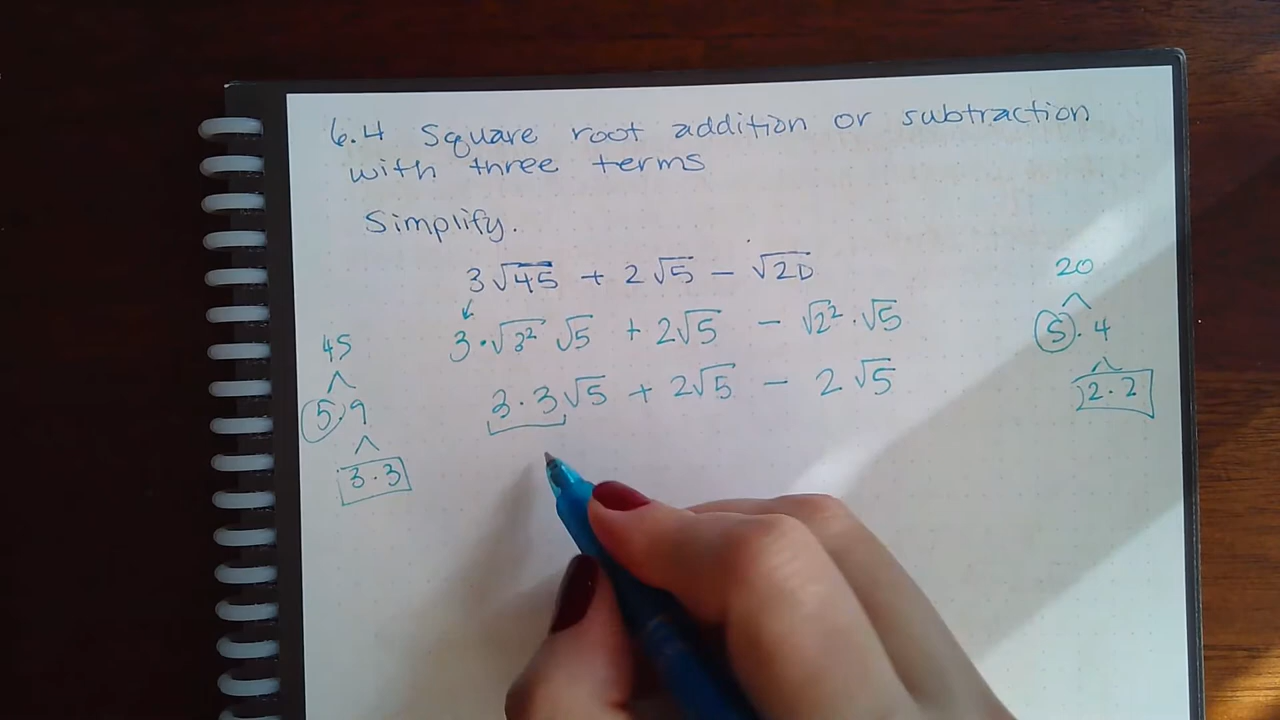 6.4 Square root addition or subtraction
with three terms
Simplify.
3√45 + 2√5 − √20
3·√3² √5 + 2√5 − √2²·√5
3·3√5 + 2√5 − 2√5
45
5·9
3·3
20
5·4
2·2